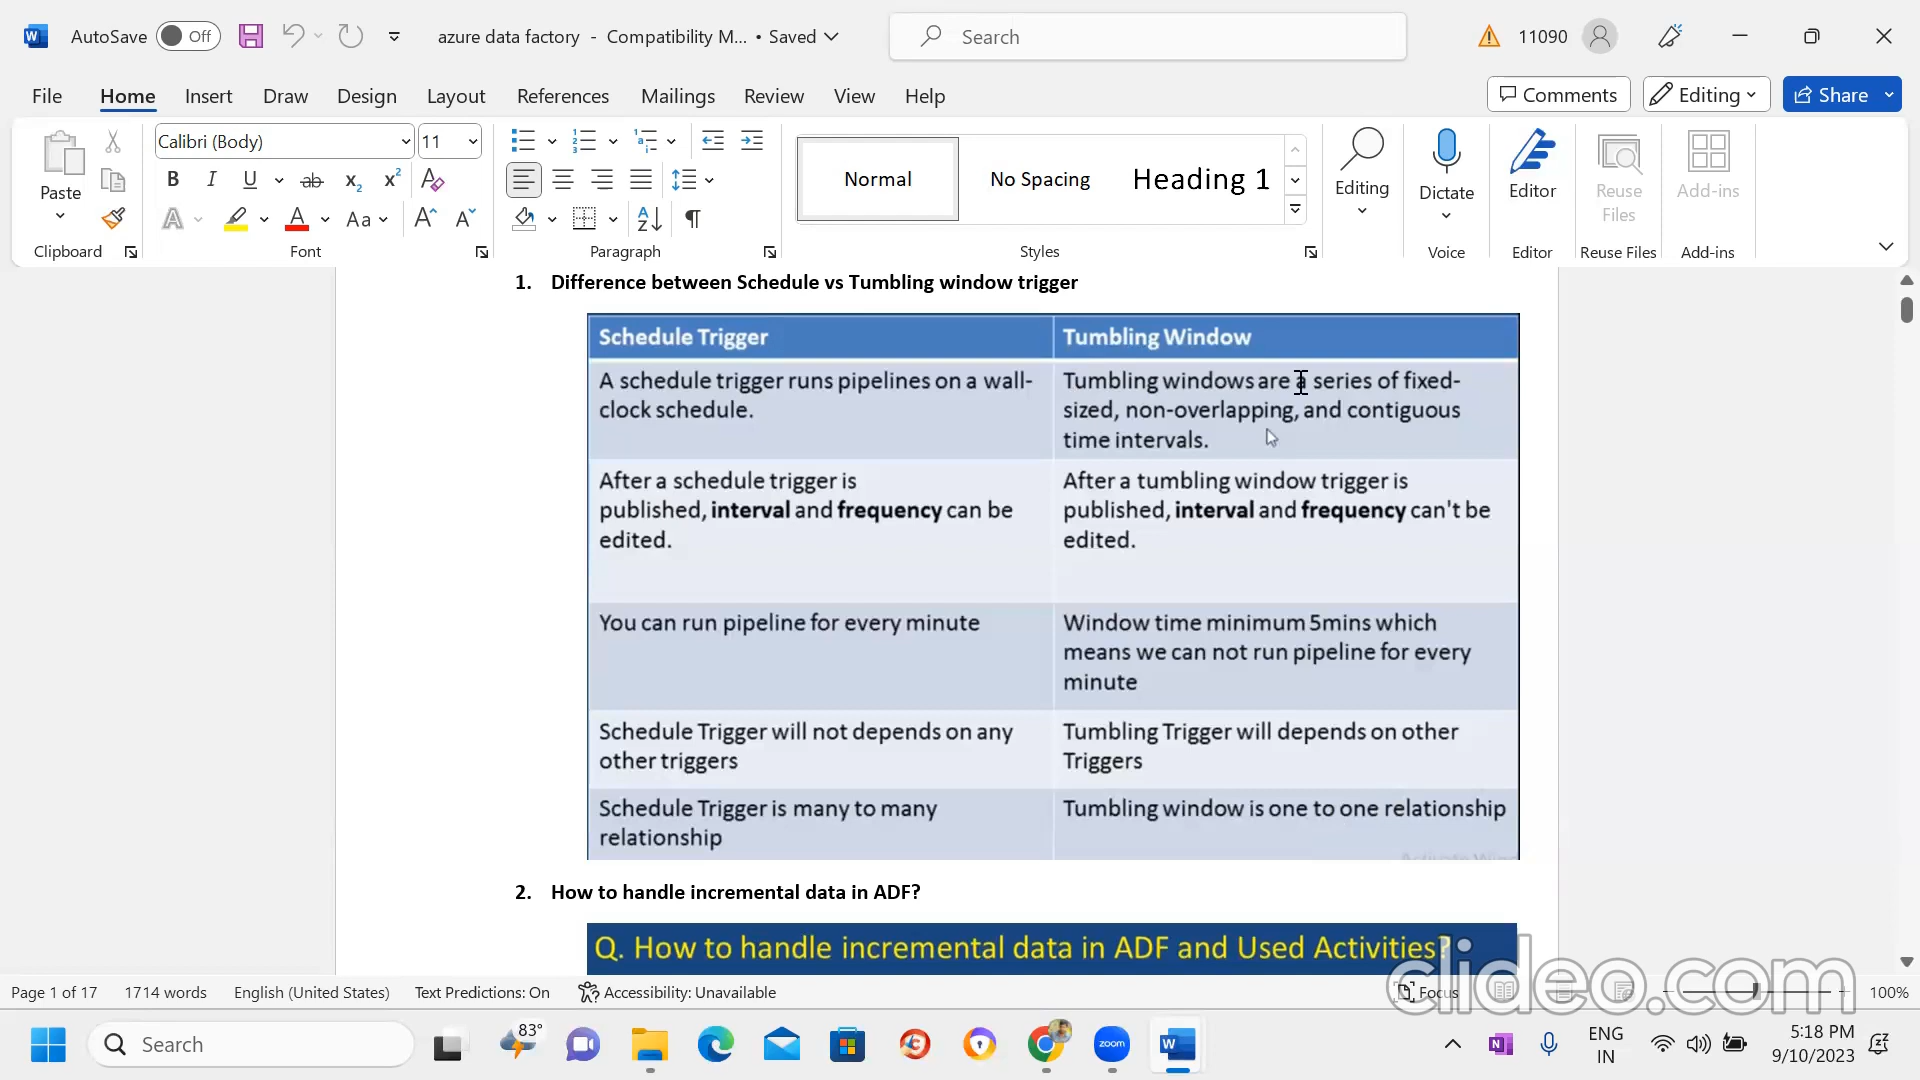 AutoSave Off azure data factory - Compatibility M... • Saved Search 11090
File Home Insert Draw Design Layout References Mailings Review View Help Comments Editing Share
Paste
Clipboard
Calibri (Body) 11
Font
Paragraph
Normal No Spacing Heading 1
Styles
Editing
Dictate
Voice
Editor
Editor
Reuse
Files
Reuse Files
Add-ins
Add-ins
1. Difference between Schedule vs Tumbling window trigger
Schedule Trigger
Tumbling Window
A schedule trigger runs pipelines on a wall-
clock schedule.
Tumbling windows are a series of fixed-
sized, non-overlapping, and contiguous
time intervals.
After a schedule trigger is
published, interval and frequency can be
edited.
After a tumbling window trigger is
published, interval and frequency can't be
edited.
You can run pipeline for every minute
Window time minimum 5mins which
means we can not run pipeline for every
minute
Schedule Trigger will not depends on any
other triggers
Tumbling Trigger will depends on other
Triggers
Schedule Trigger is many to many
relationship
Tumbling window is one to one relationship
2. How to handle incremental data in ADF?
Q. How to handle incremental data in ADF and Used Activities?
clideo.com
Page 1 of 17 1714 words English (United States) Text Predictions: On Accessibility: Unavailable Focus 100%
Search 83° zoom ENG
IN
5:18 PM
9/10/2023